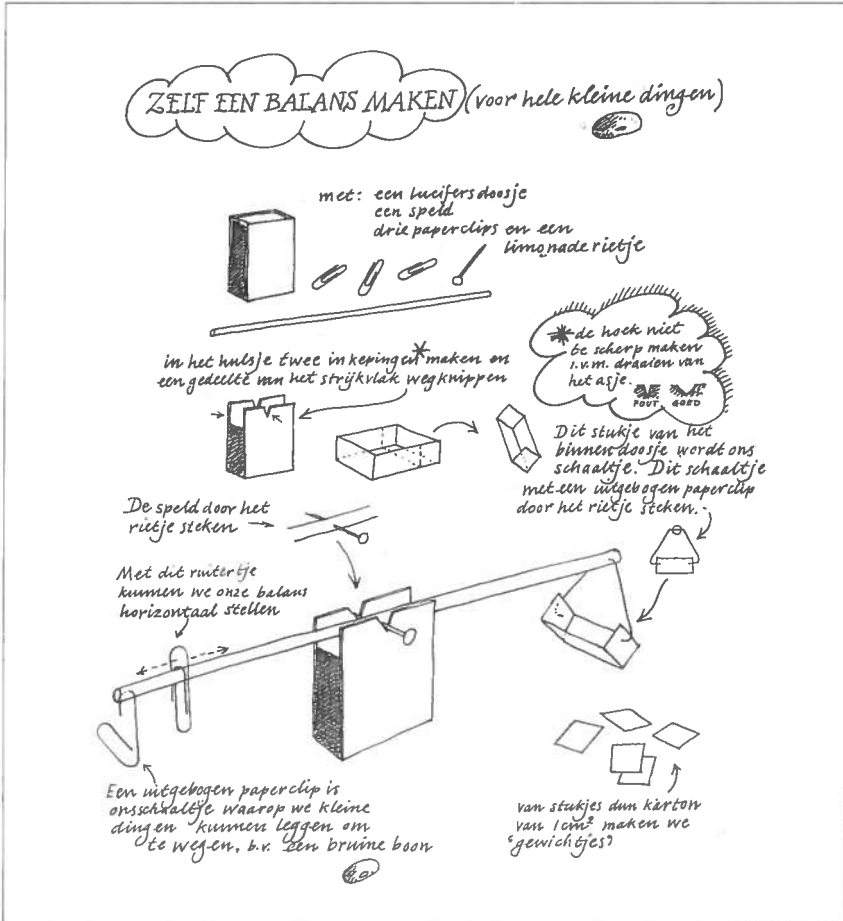 ZELF EEN BALANS MAKEN (voor hele kleine dingen)
met: een lucifersdoosje
een speld
drie paperclips en een
limonade rietje
in het hulsje twee inkepingen* maken en
een gedeelte van het strijkvlak wegknippen
* de hoek niet
te scherp maken
i.v.m. draaien van
het asje.
FOUT GOED
Dit stukje van het
binnendoosje wordt ons
schaaltje. Dit schaaltje
met een uitgebogen paperclip
door het rietje steken.
De speld door het
rietje steken
Met dit ruitertje
kunnen we onze balans
horizontaal stellen
Een uitgebogen paperclip is
ons schaaltje waarop we kleine
dingen kunnen leggen om
te wegen, b.v. een bruine boon
van stukjes dun karton
van 1 cm² maken we
'gewichtjes'